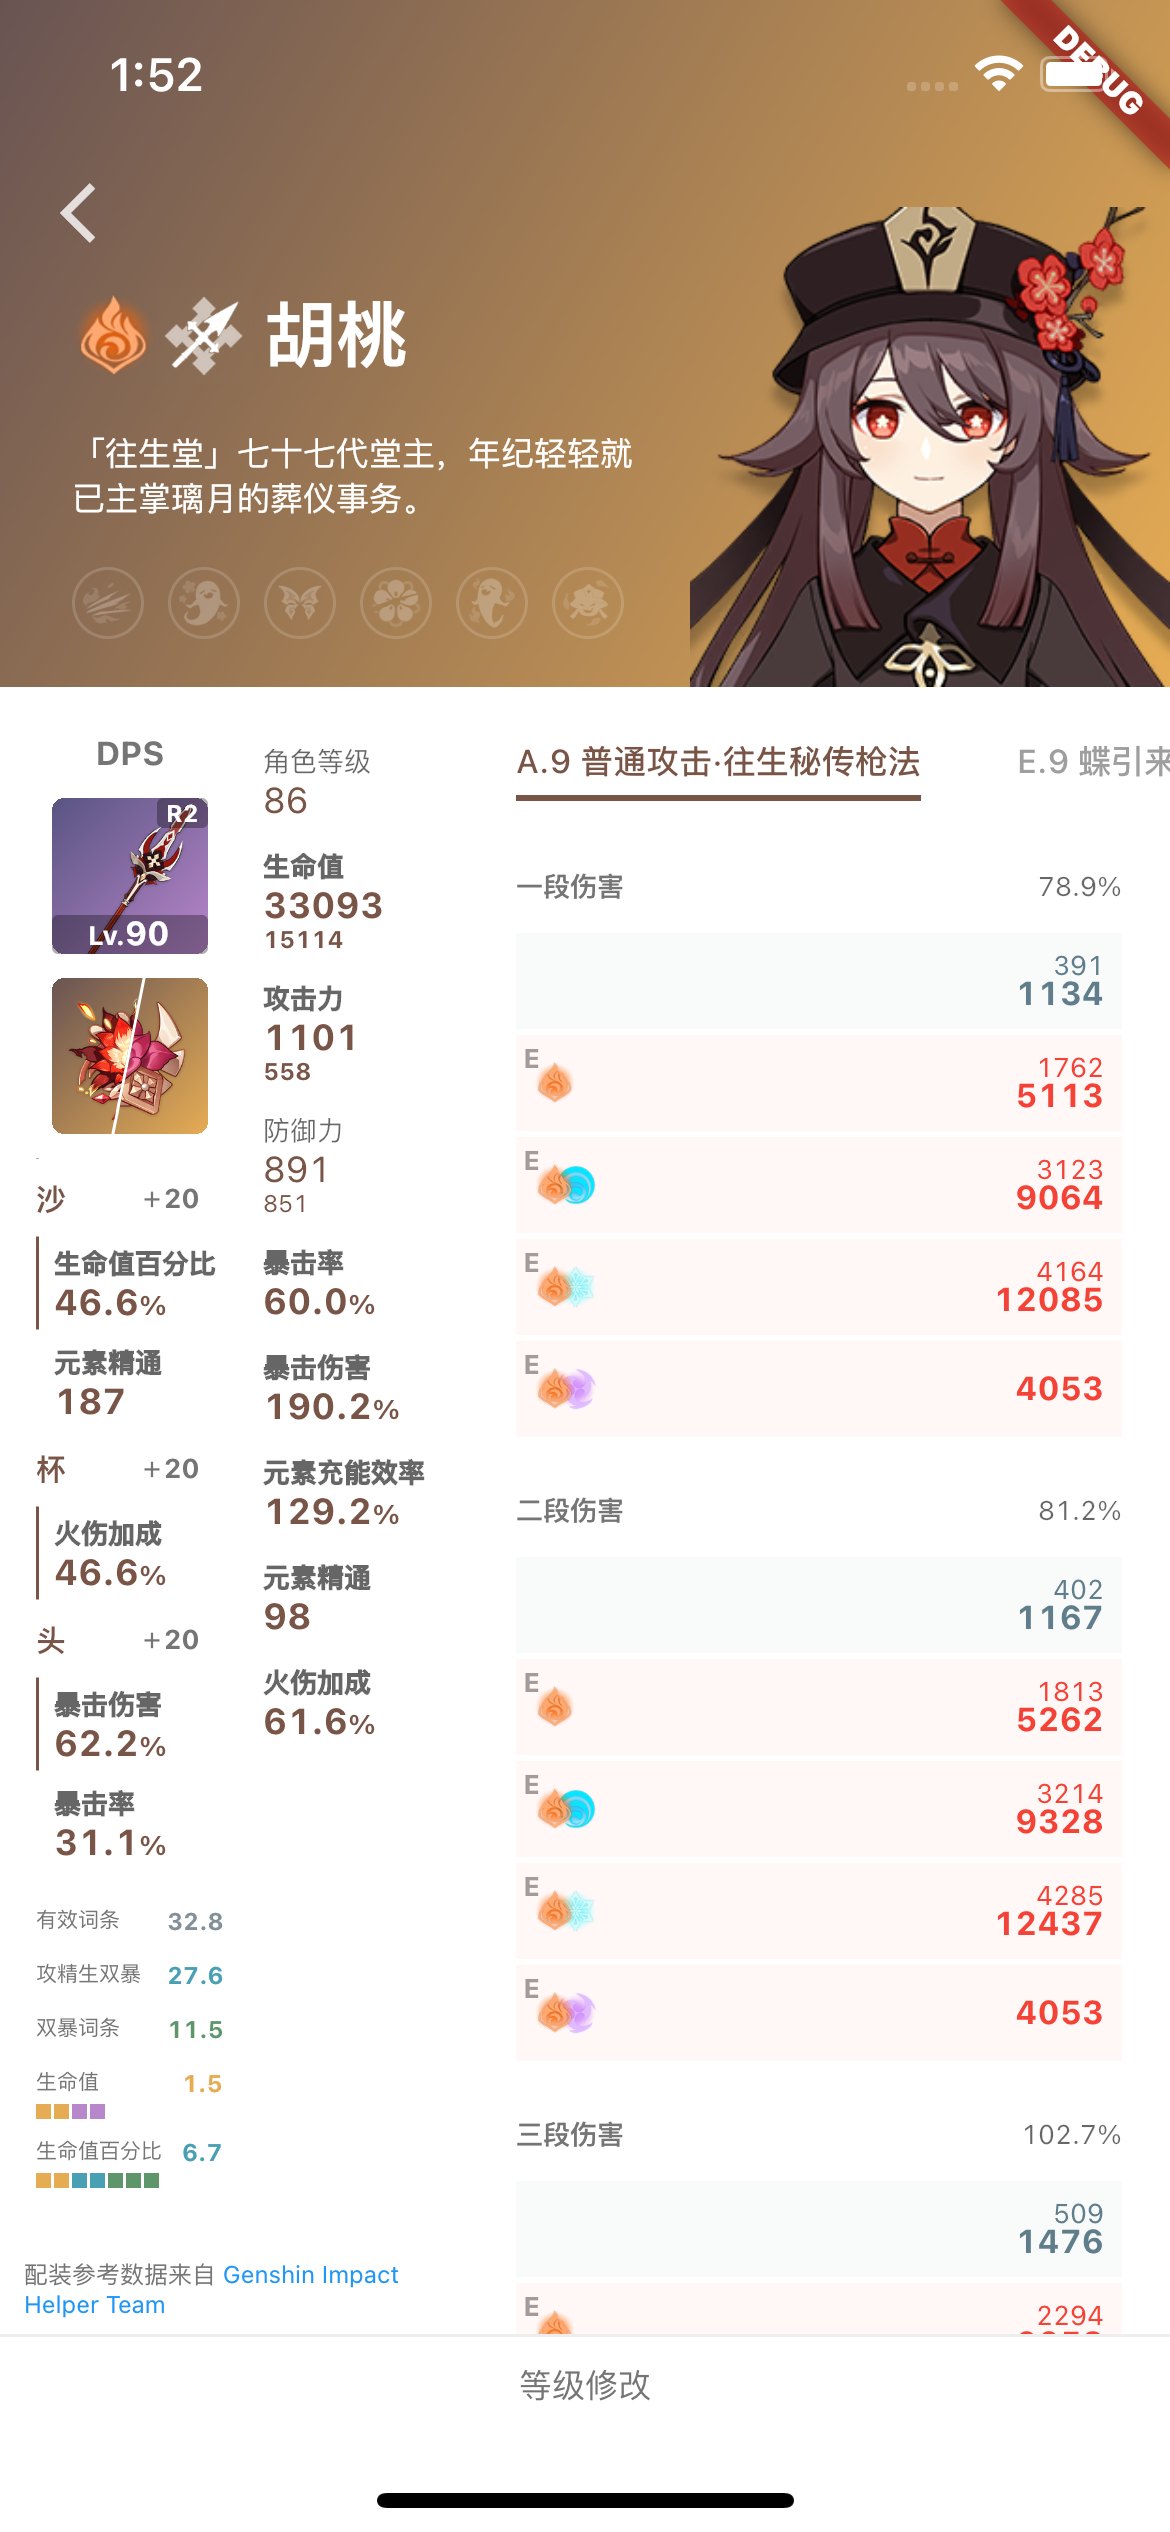 1:52
DEBUG
胡桃
「往生堂」七十七代堂主，年纪轻轻就
已主掌璃月的葬仪事务。
DPS
R2
Lv.90
沙 +20
生命值百分比
46.6%
元素精通
187
杯 +20
火伤加成
46.6%
头 +20
暴击伤害
62.2%
暴击率
31.1%
有效词条 32.8
攻精生双暴 27.6
双暴词条 11.5
生命值 1.5
生命值百分比 6.7
配装参考数据来自 Genshin Impact
Helper Team
角色等级
86
生命值
33093
15114
攻击力
1101
558
防御力
891
851
暴击率
60.0%
暴击伤害
190.2%
元素充能效率
129.2%
元素精通
98
火伤加成
61.6%
A.9 普通攻击·往生秘传枪法 E.9 蝶引来
一段伤害 78.9%
391
1134
E
1762
5113
E
3123
9064
E
4164
12085
E
4053
二段伤害 81.2%
402
1167
E
1813
5262
E
3214
9328
E
4285
12437
E
4053
三段伤害 102.7%
509
1476
E
2294
等级修改